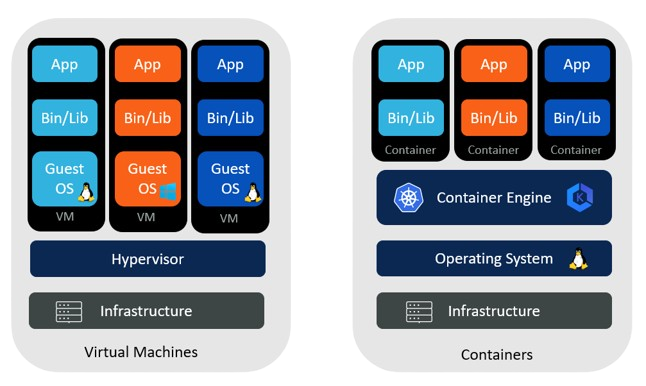 App
App
App
Bin/Lib
Bin/Lib
Bin/Lib
Guest
OS
Guest
OS
Guest
OS
VM
VM
VM
Hypervisor
Infrastructure
Virtual Machines
App
App
App
Bin/Lib
Bin/Lib
Bin/Lib
Container
Container
Container
Container Engine
K
Operating System
Infrastructure
Containers